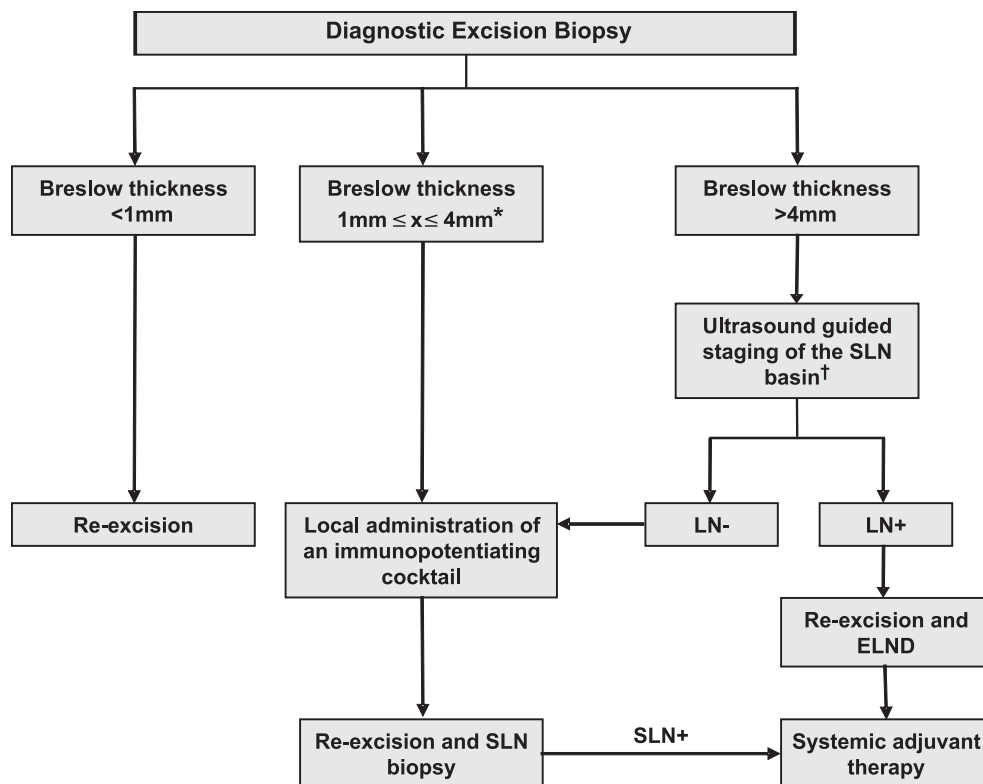 Diagnostic Excision Biopsy
Breslow thickness
<1mm
Breslow thickness
1mm ≤ x≤ 4mm*
Breslow thickness
>4mm
Ultrasound guided
staging of the SLN
basin†
Re-excision
Local administration of
an immunopotentiating
cocktail
LN-
LN+
Re-excision and
ELND
Re-excision and SLN
biopsy
SLN+
Systemic adjuvant
therapy